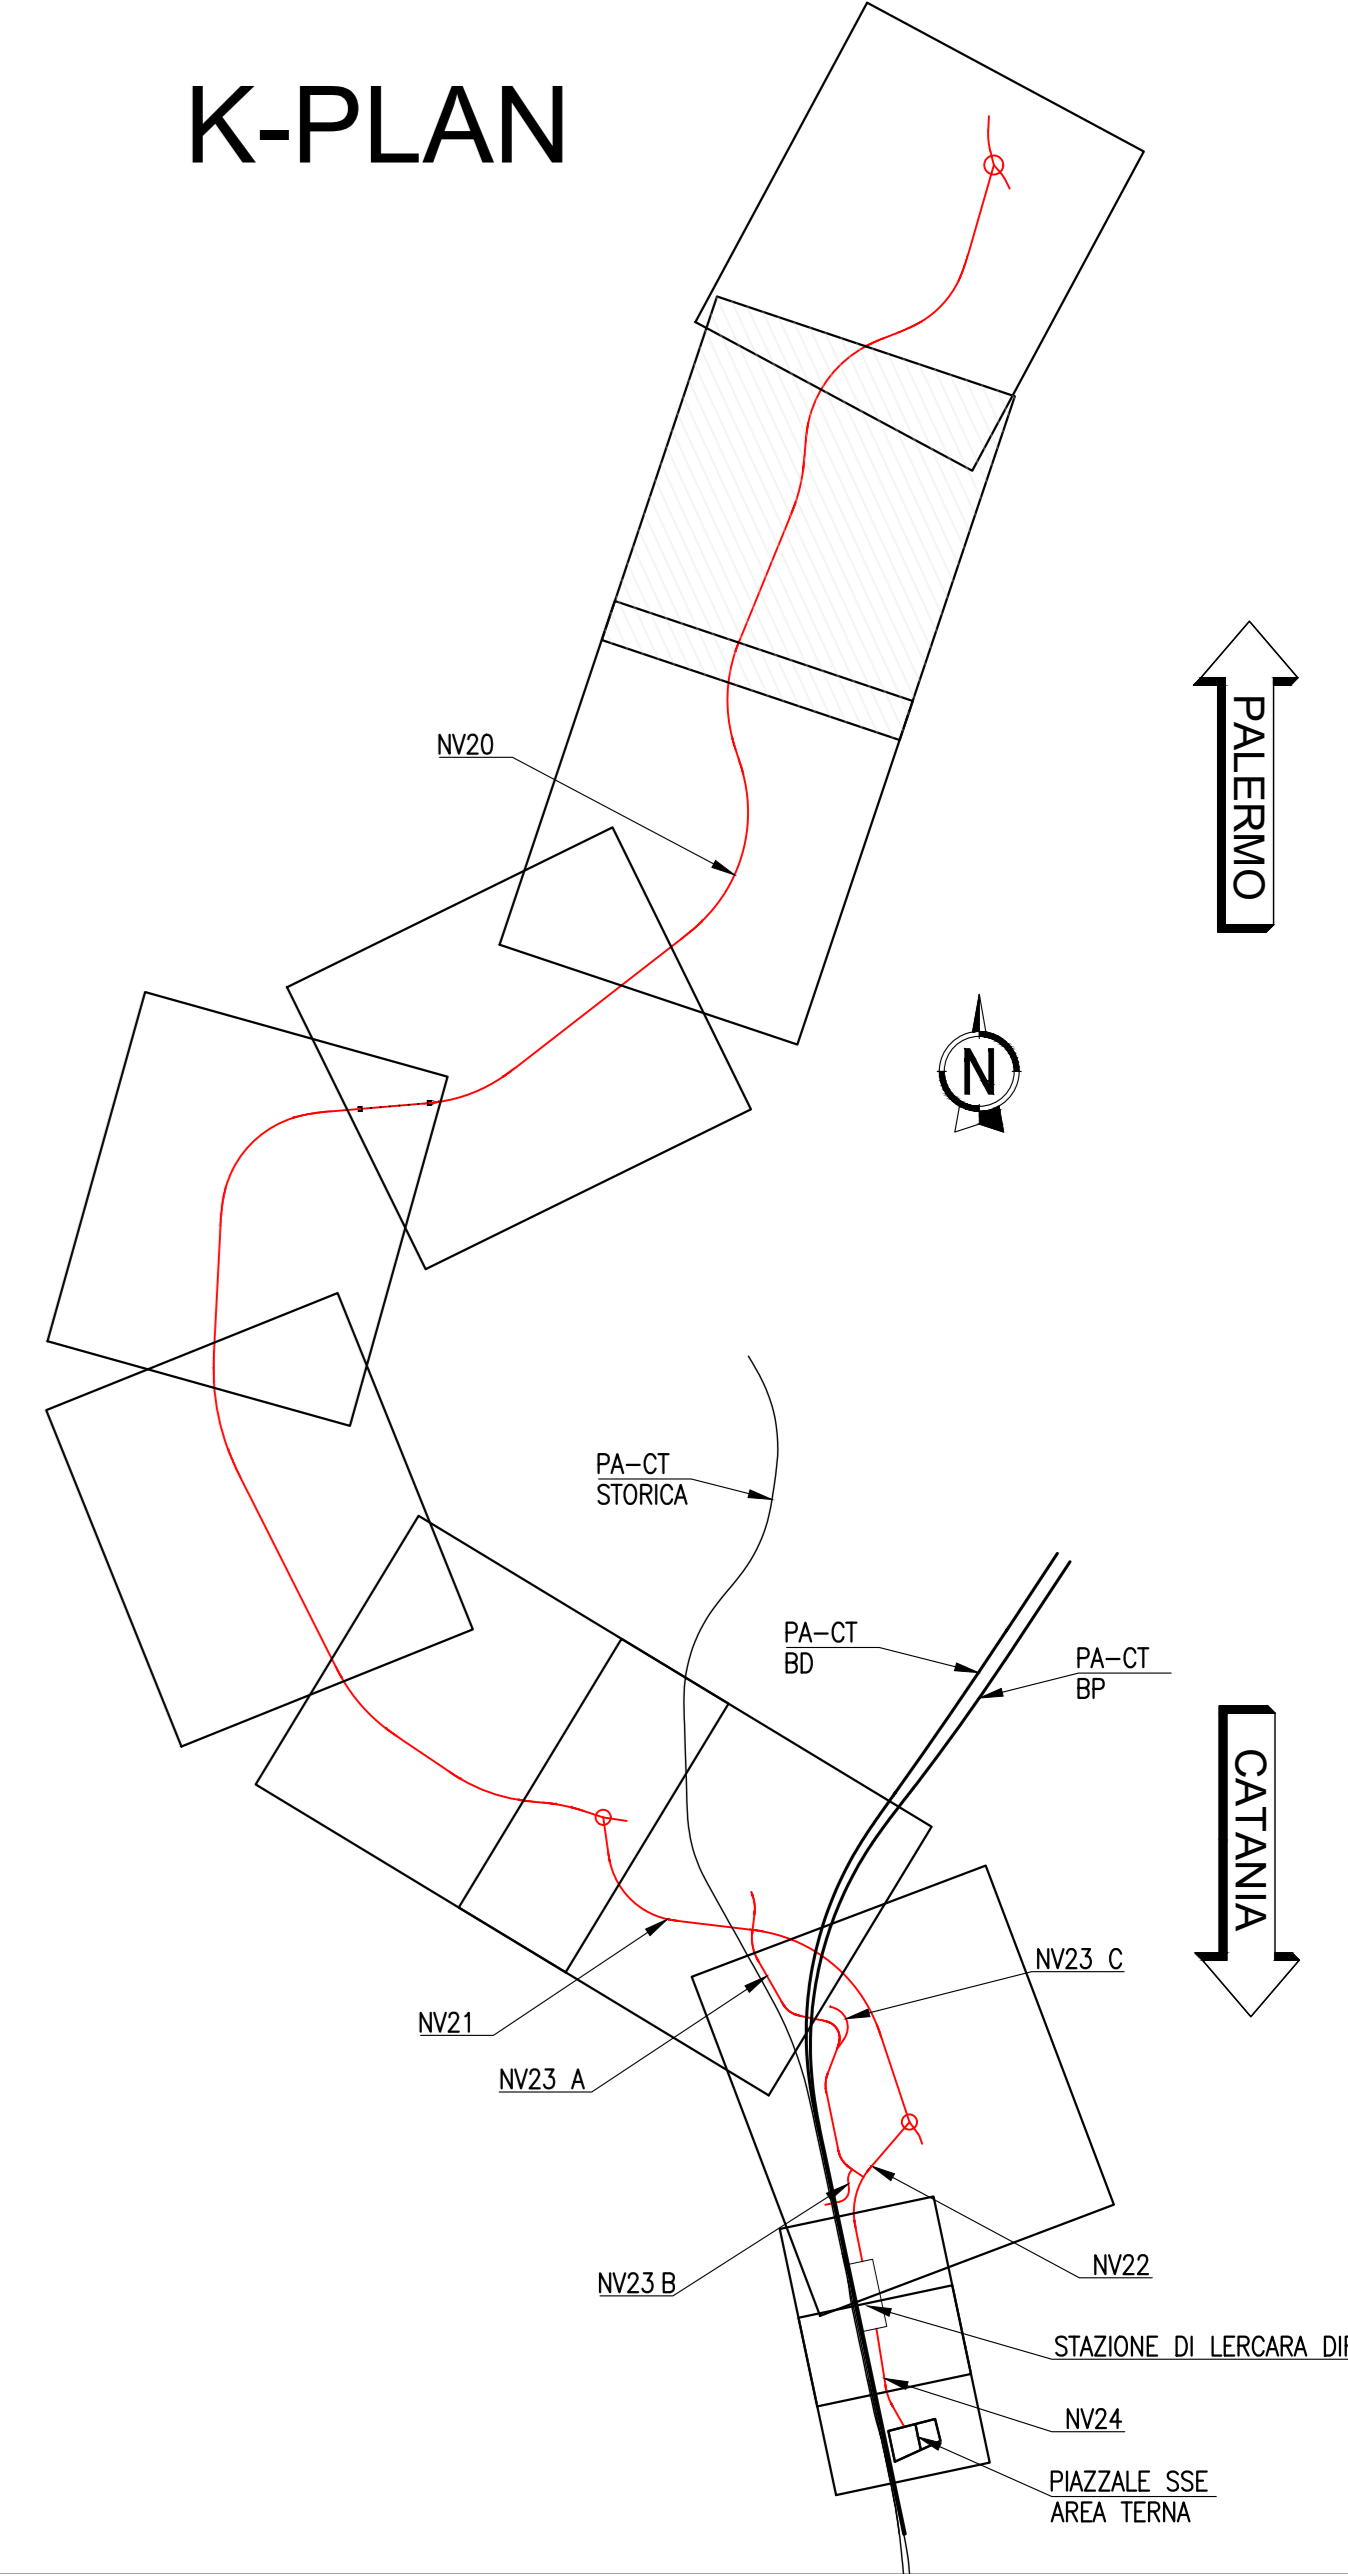 K-PLAN
NV20
PALERMO
N
PA-CT
STORICA
PA-CT
BD
PA-CT
BP
CATANIA
NV23 C
NV21
NV23 A
NV22
NV23 B
STAZIONE DI LERCARA
NV24
PIAZZALE SSE
AREA TERNA